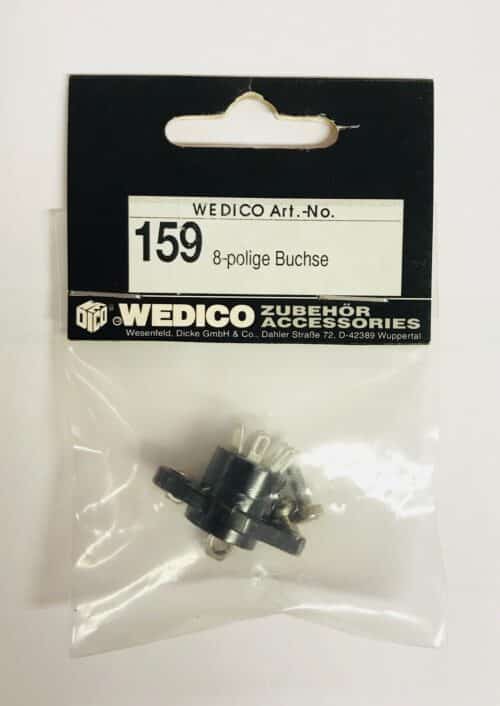 WEDICO Art.-No.
159 8-polige Buchse
DICO WEDICO ZUBEHÖR ACCESSORIES
Wesenfeld, Dicke GmbH & Co., Dahler Straße 72, D-42389 Wuppertal